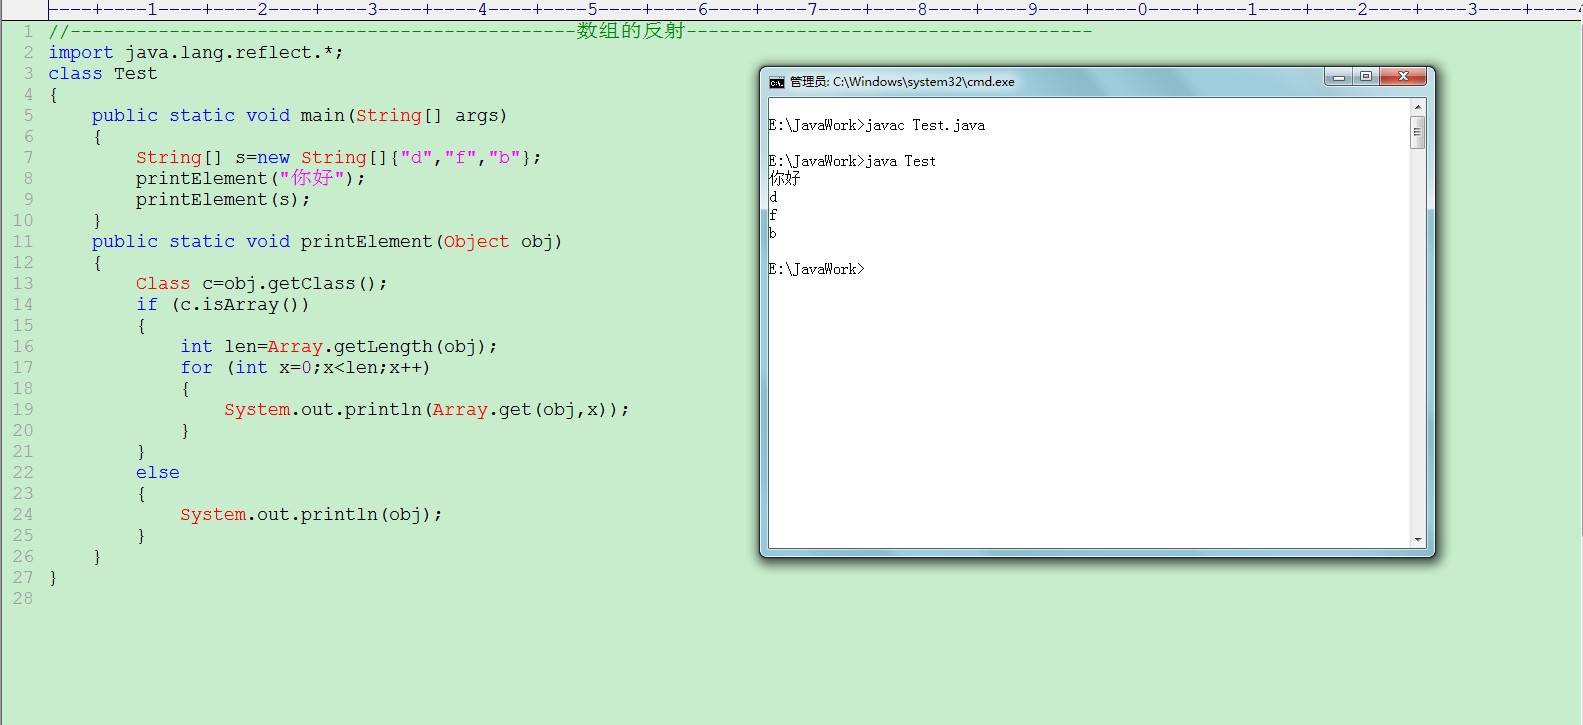 ----+----1----+----2----+----3----+----4----+----5----+----6----+----7----+----8----+----9----+----0----+----1----+----2----+----3----+----4
1 //----------------------------------------------数组的反射-------------------------------------
2 import java.lang.reflect.*;
3 class Test
4 {
5     public static void main(String[] args)
6     {
7         String[] s=new String[]{"d","f","b"};
8         printElement("你好");
9         printElement(s);
10     }
11     public static void printElement(Object obj)
12     {
13         Class c=obj.getClass();
14         if (c.isArray())
15         {
16             int len=Array.getLength(obj);
17             for (int x=0;x<len;x++)
18             {
19                 System.out.println(Array.get(obj,x));
20             }
21         }
22         else
23         {
24             System.out.println(obj);
25         }
26     }
27 }
28
管理员: C:\Windows\system32\cmd.exe
E:\JavaWork>javac Test.java
E:\JavaWork>java Test
你好
d
f
b
E:\JavaWork>